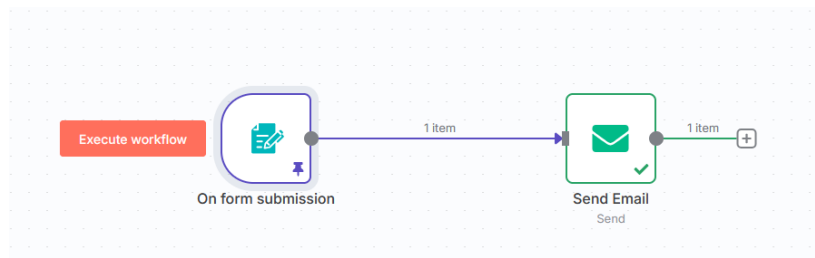 Execute workflow
1 item
1 item
On form submission
Send Email
Send